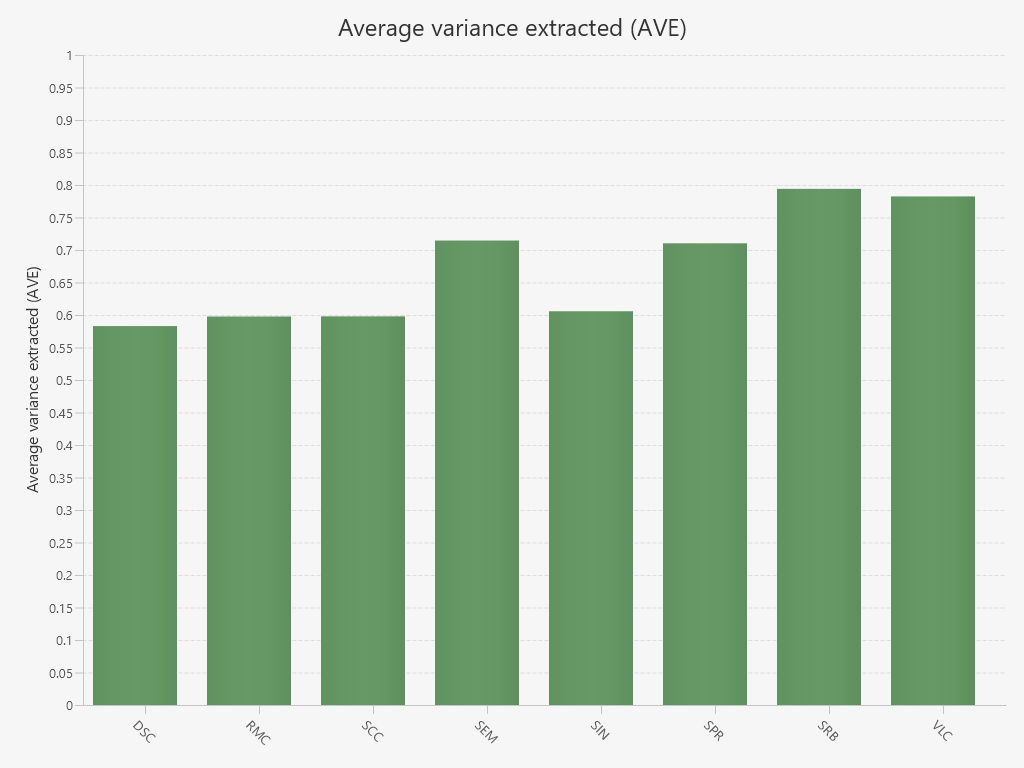 Average variance extracted (AVE)
Average variance extracted (AVE)
1
0.95
0.9
0.85
0.8
0.75
0.7
0.65
0.6
0.55
0.5
0.45
0.4
0.35
0.3
0.25
0.2
0.15
0.1
0.05
0
DSC
RMC
SCC
SEM
SIN
SPR
SRB
VLC